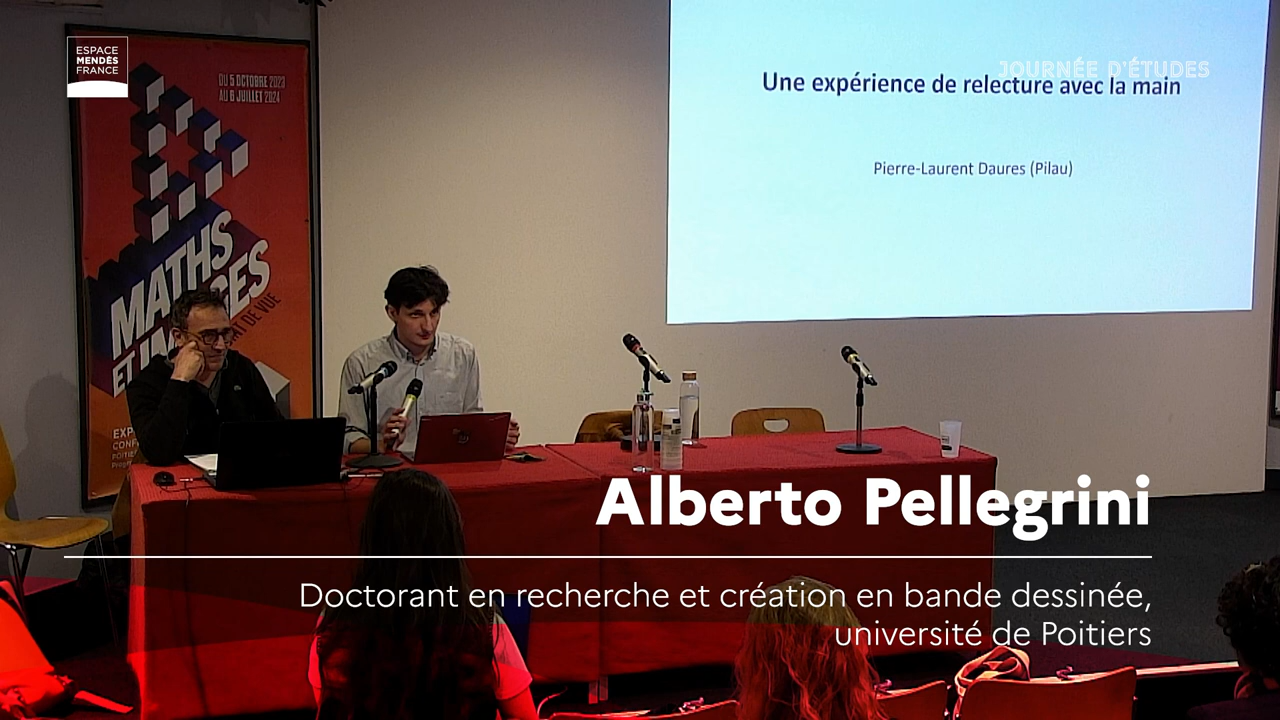 ESPACE
MENDÈS
FRANCE
DU 5 OCTOBRE 2023
AU 6 JUILLET 2024
MATHS
JOURNÉE D'ÉTUDES
Une expérience de relecture avec la main
Pierre-Laurent Daures (Pilau)
Alberto Pellegrini
Doctorant en recherche et création en bande dessinée,
université de Poitiers